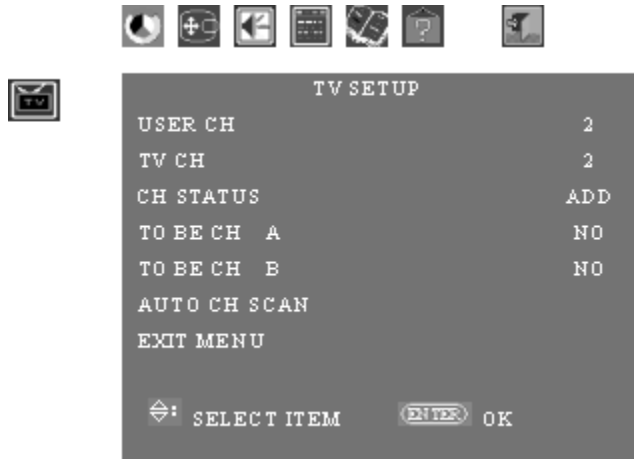 TV
TV SETUP
USER CH 2
TV CH 2
CH STATUS ADD
TO BE CH A NO
TO BE CH B NO
AUTO CH SCAN
EXIT MENU
: SELECT ITEM ENTER OK